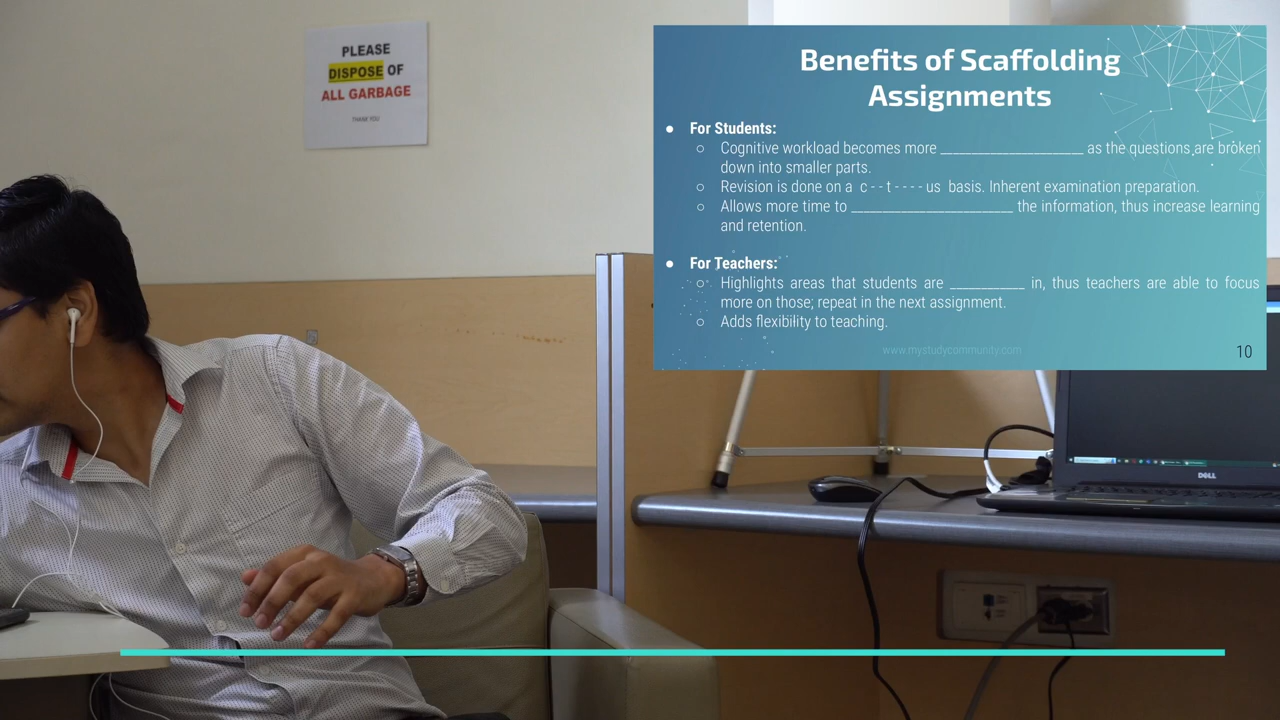 PLEASE
DISPOSE OF
ALL GARBAGE
THANK YOU
Benefits of Scaffolding
Assignments
● For Students:
○ Cognitive workload becomes more ______________________ as the questions are broken
down into smaller parts.
○ Revision is done on a c - - t - - - - us basis. Inherent examination preparation.
○ Allows more time to _________________________ the information, thus increase learning
and retention.
● For Teachers:
○ Highlights areas that students are ___________ in, thus teachers are able to focus
more on those; repeat in the next assignment.
○ Adds flexibility to teaching.
www.mystudycommunity.com
10
DELL